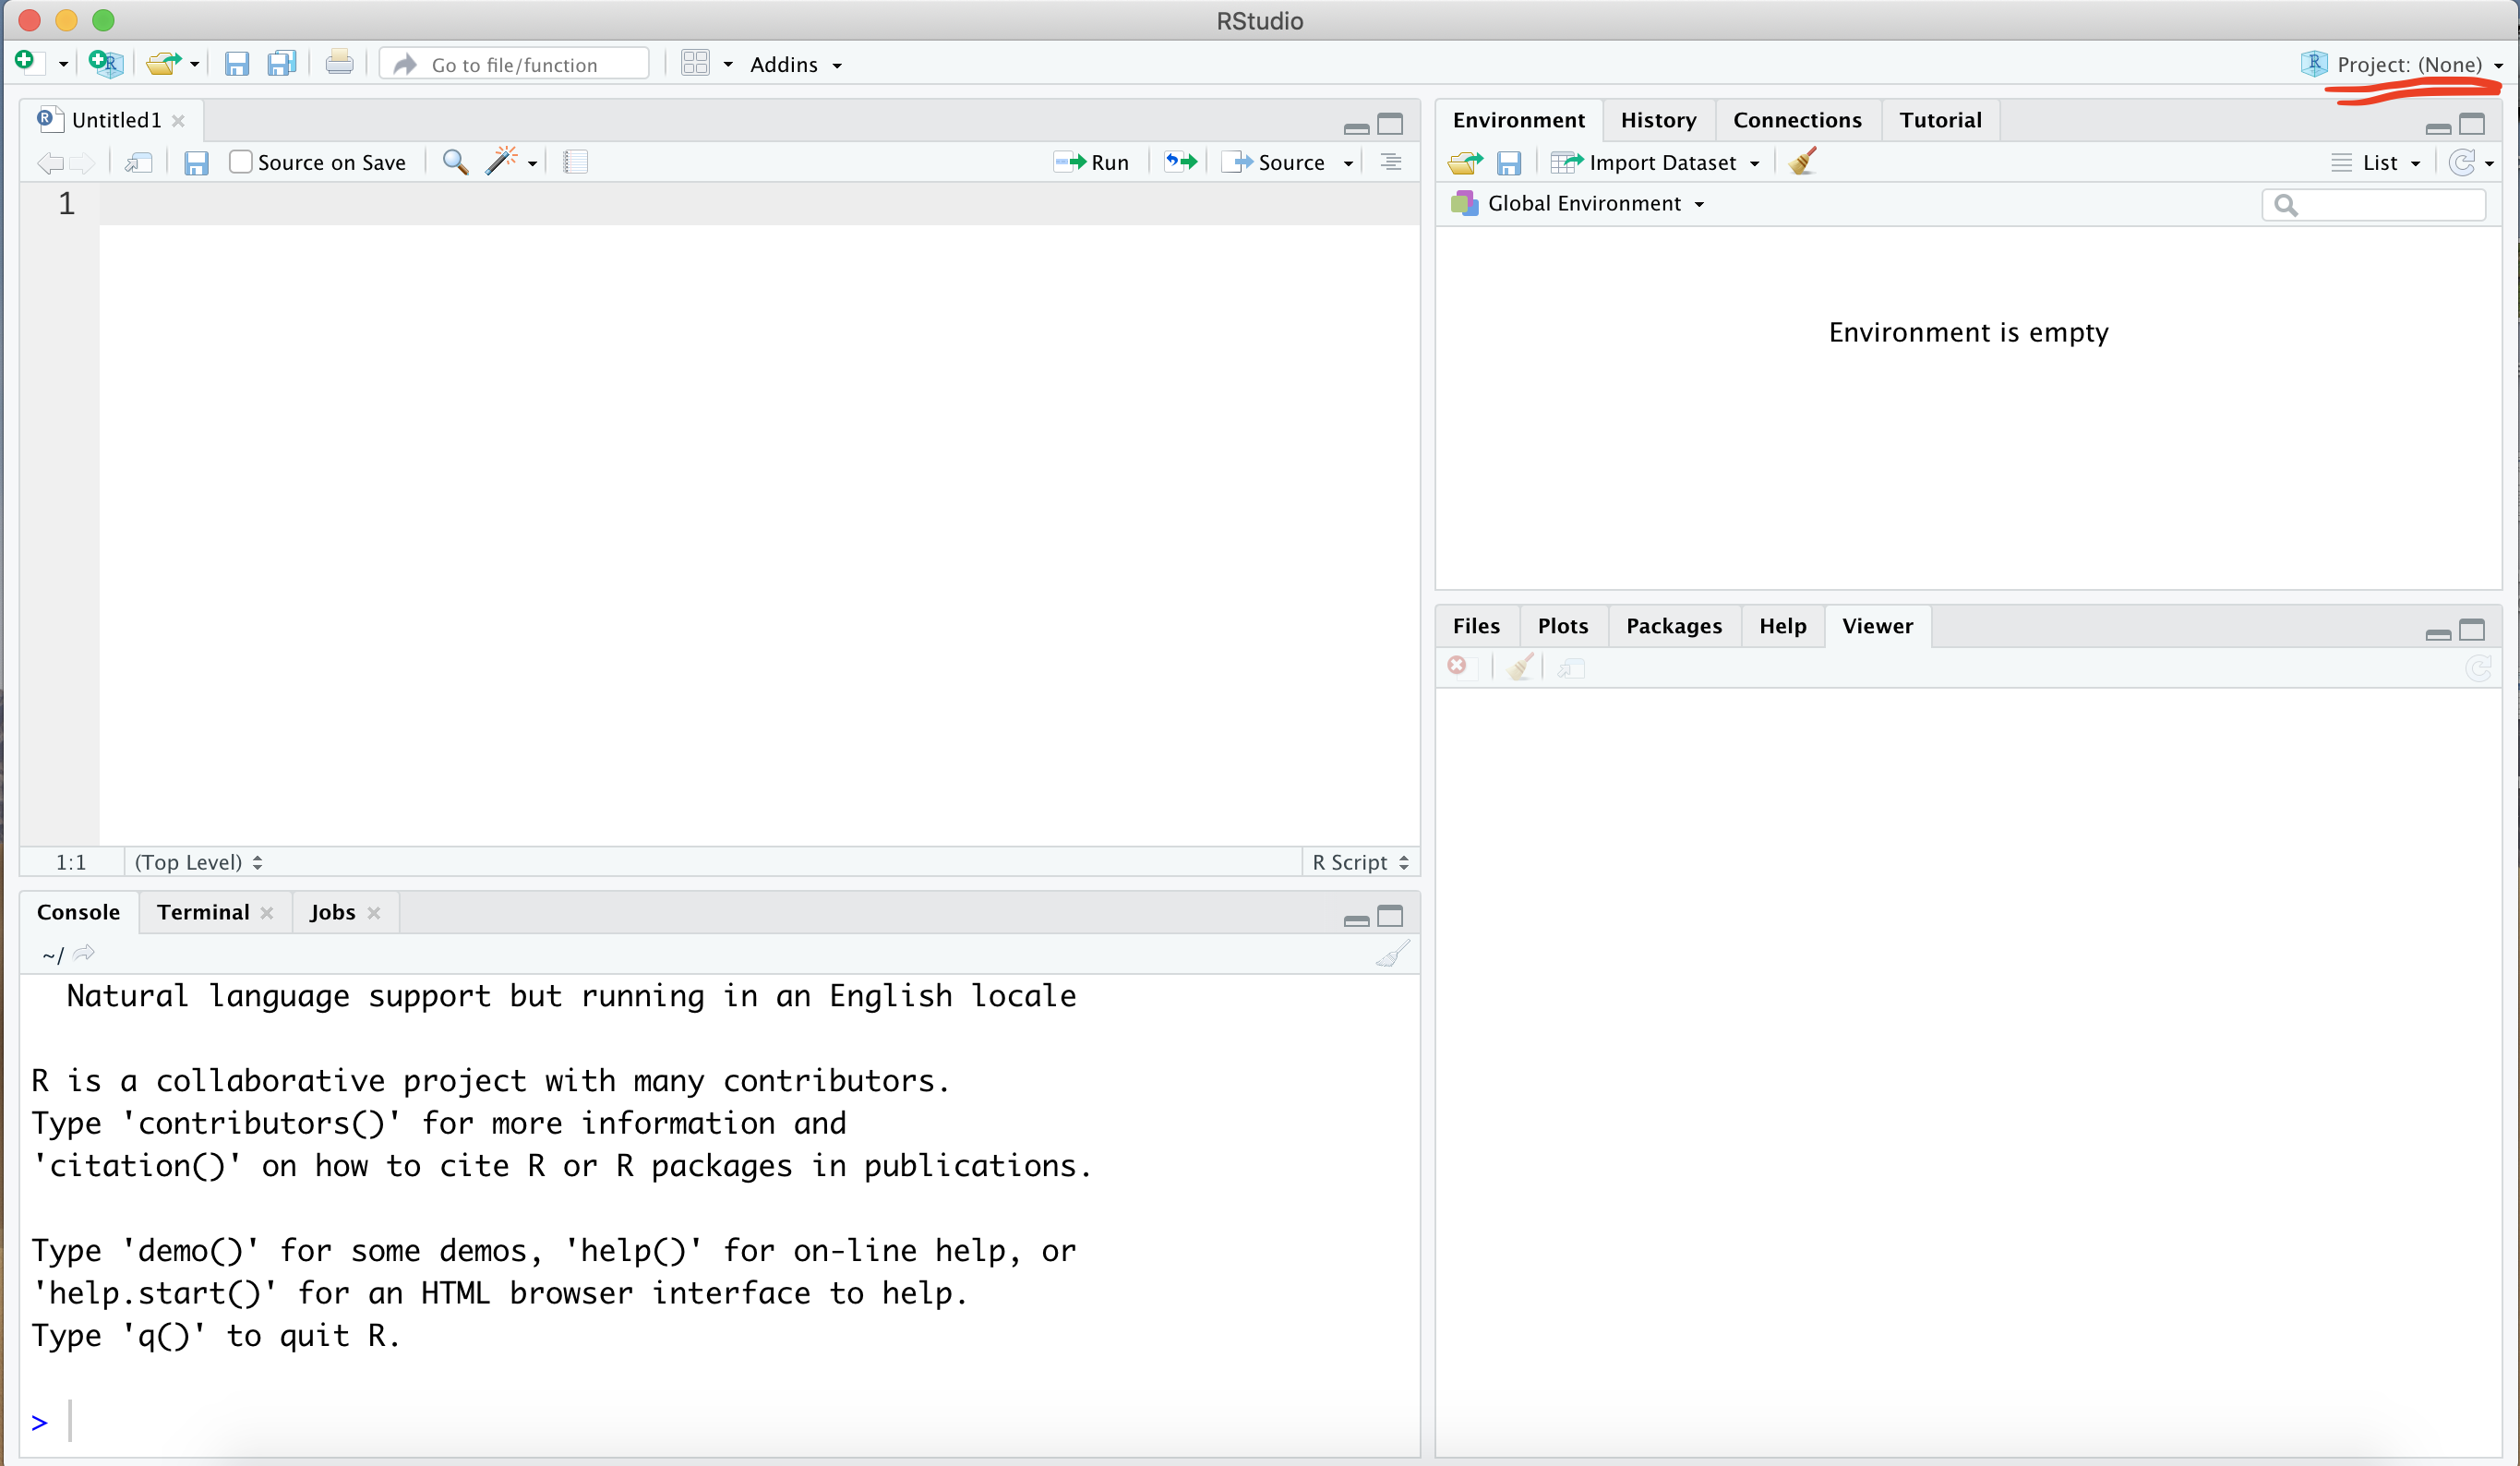 RStudio
Go to file/function
Addins
Project: (None)
Untitled1
Source on Save
Run
Source
1
1:1
(Top Level)
R Script
Console
Terminal
Jobs
~/
Natural language support but running in an English locale
R is a collaborative project with many contributors.
Type 'contributors()' for more information and
'citation()' on how to cite R or R packages in publications.
Type 'demo()' for some demos, 'help()' for on-line help, or
'help.start()' for an HTML browser interface to help.
Type 'q()' to quit R.
>
Environment
History
Connections
Tutorial
Import Dataset
List
Global Environment
Environment is empty
Files
Plots
Packages
Help
Viewer